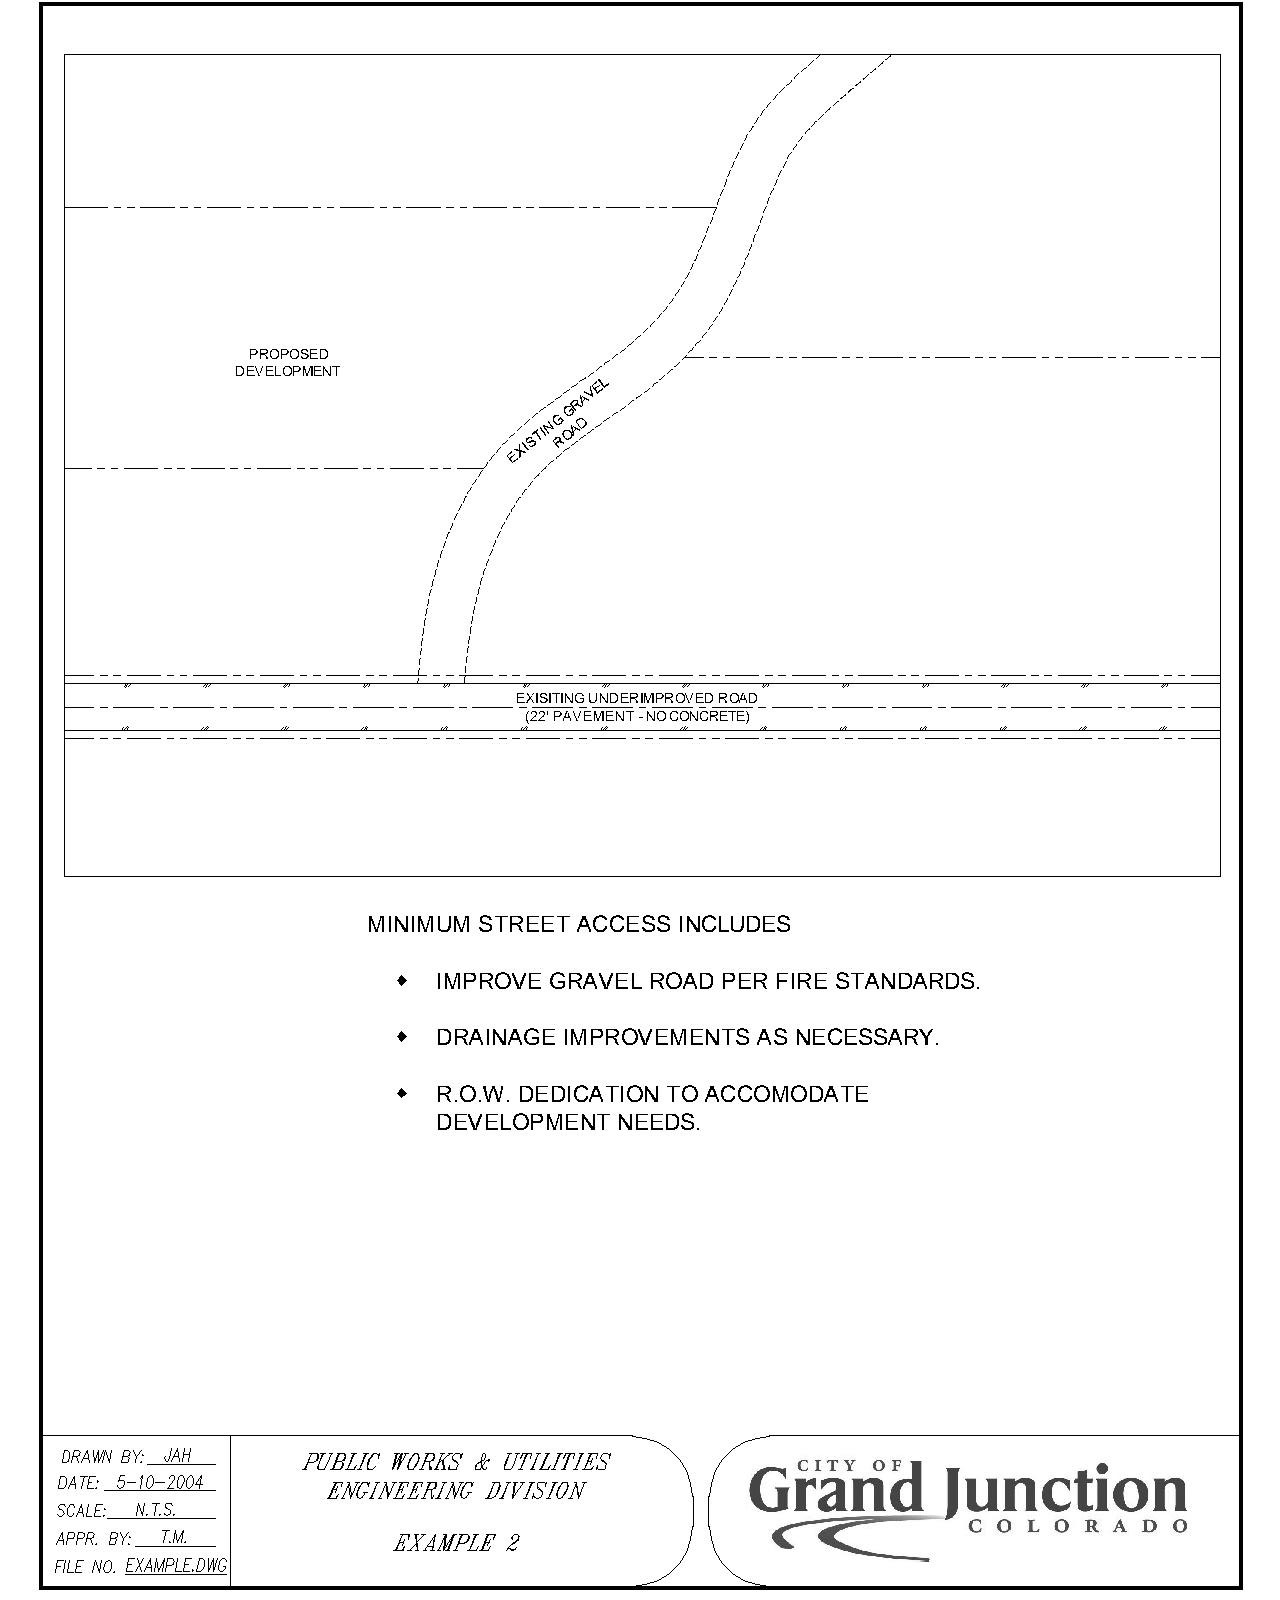 PROPOSED
DEVELOPMENT
EXISTING GRAVEL
ROAD
EXISITING UNDERIMPROVED ROAD
(22' PAVEMENT - NO CONCRETE)
MINIMUM STREET ACCESS INCLUDES
◆ IMPROVE GRAVEL ROAD PER FIRE STANDARDS.
◆ DRAINAGE IMPROVEMENTS AS NECESSARY.
◆ R.O.W. DEDICATION TO ACCOMODATE
DEVELOPMENT NEEDS.
DRAWN BY: JAH
DATE: 5-10-2004
SCALE: N.T.S.
APPR. BY: T.M.
FILE NO. EXAMPLE.DWG
PUBLIC WORKS & UTILITIES
ENGINEERING DIVISION
EXAMPLE 2
CITY OF
Grand Junction
COLORADO